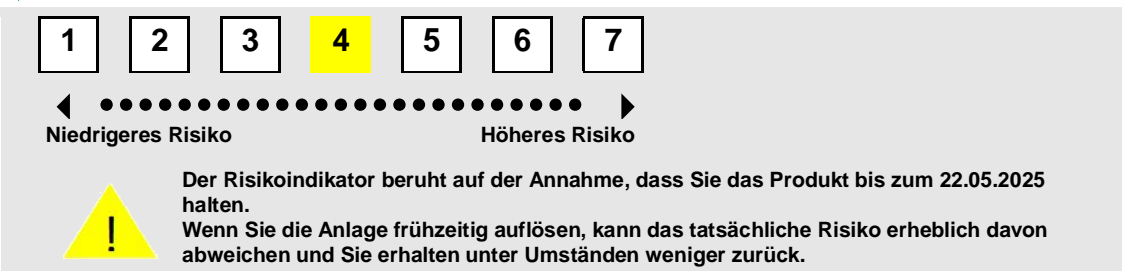 1 2 3 4 5 6 7
Niedrigeres Risiko Höheres Risiko
!
Der Risikoindikator beruht auf der Annahme, dass Sie das Produkt bis zum 22.05.2025
halten.
Wenn Sie die Anlage frühzeitig auflösen, kann das tatsächliche Risiko erheblich davon
abweichen und Sie erhalten unter Umständen weniger zurück.